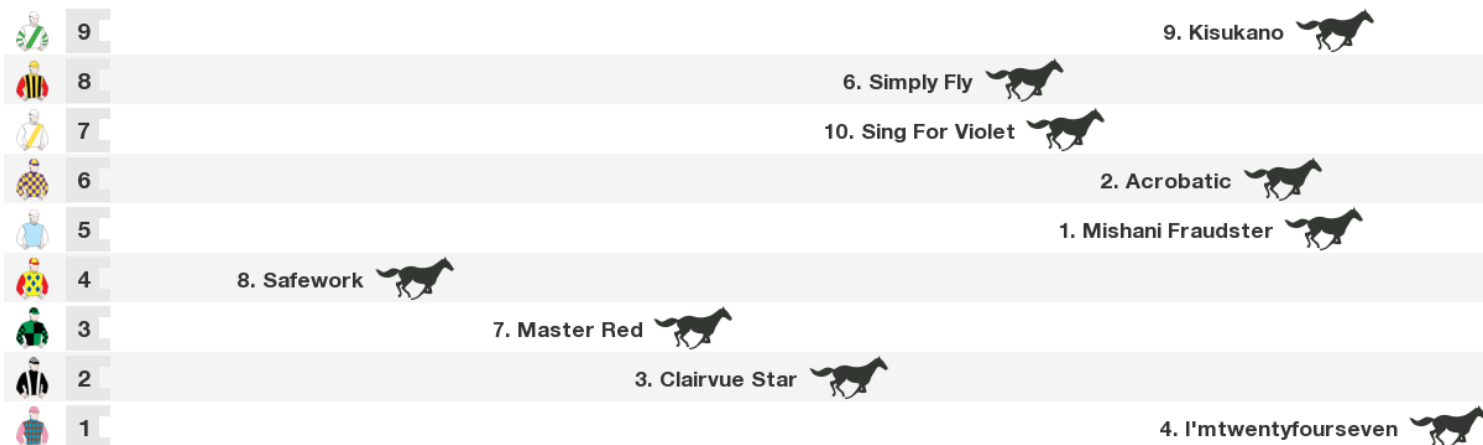 9 9. Kisukano
8 6. Simply Fly
7 10. Sing For Violet
6 2. Acrobatic
5 1. Mishani Fraudster
4 8. Safework
3 7. Master Red
2 3. Clairvue Star
1 4. I'mtwentyfourseven